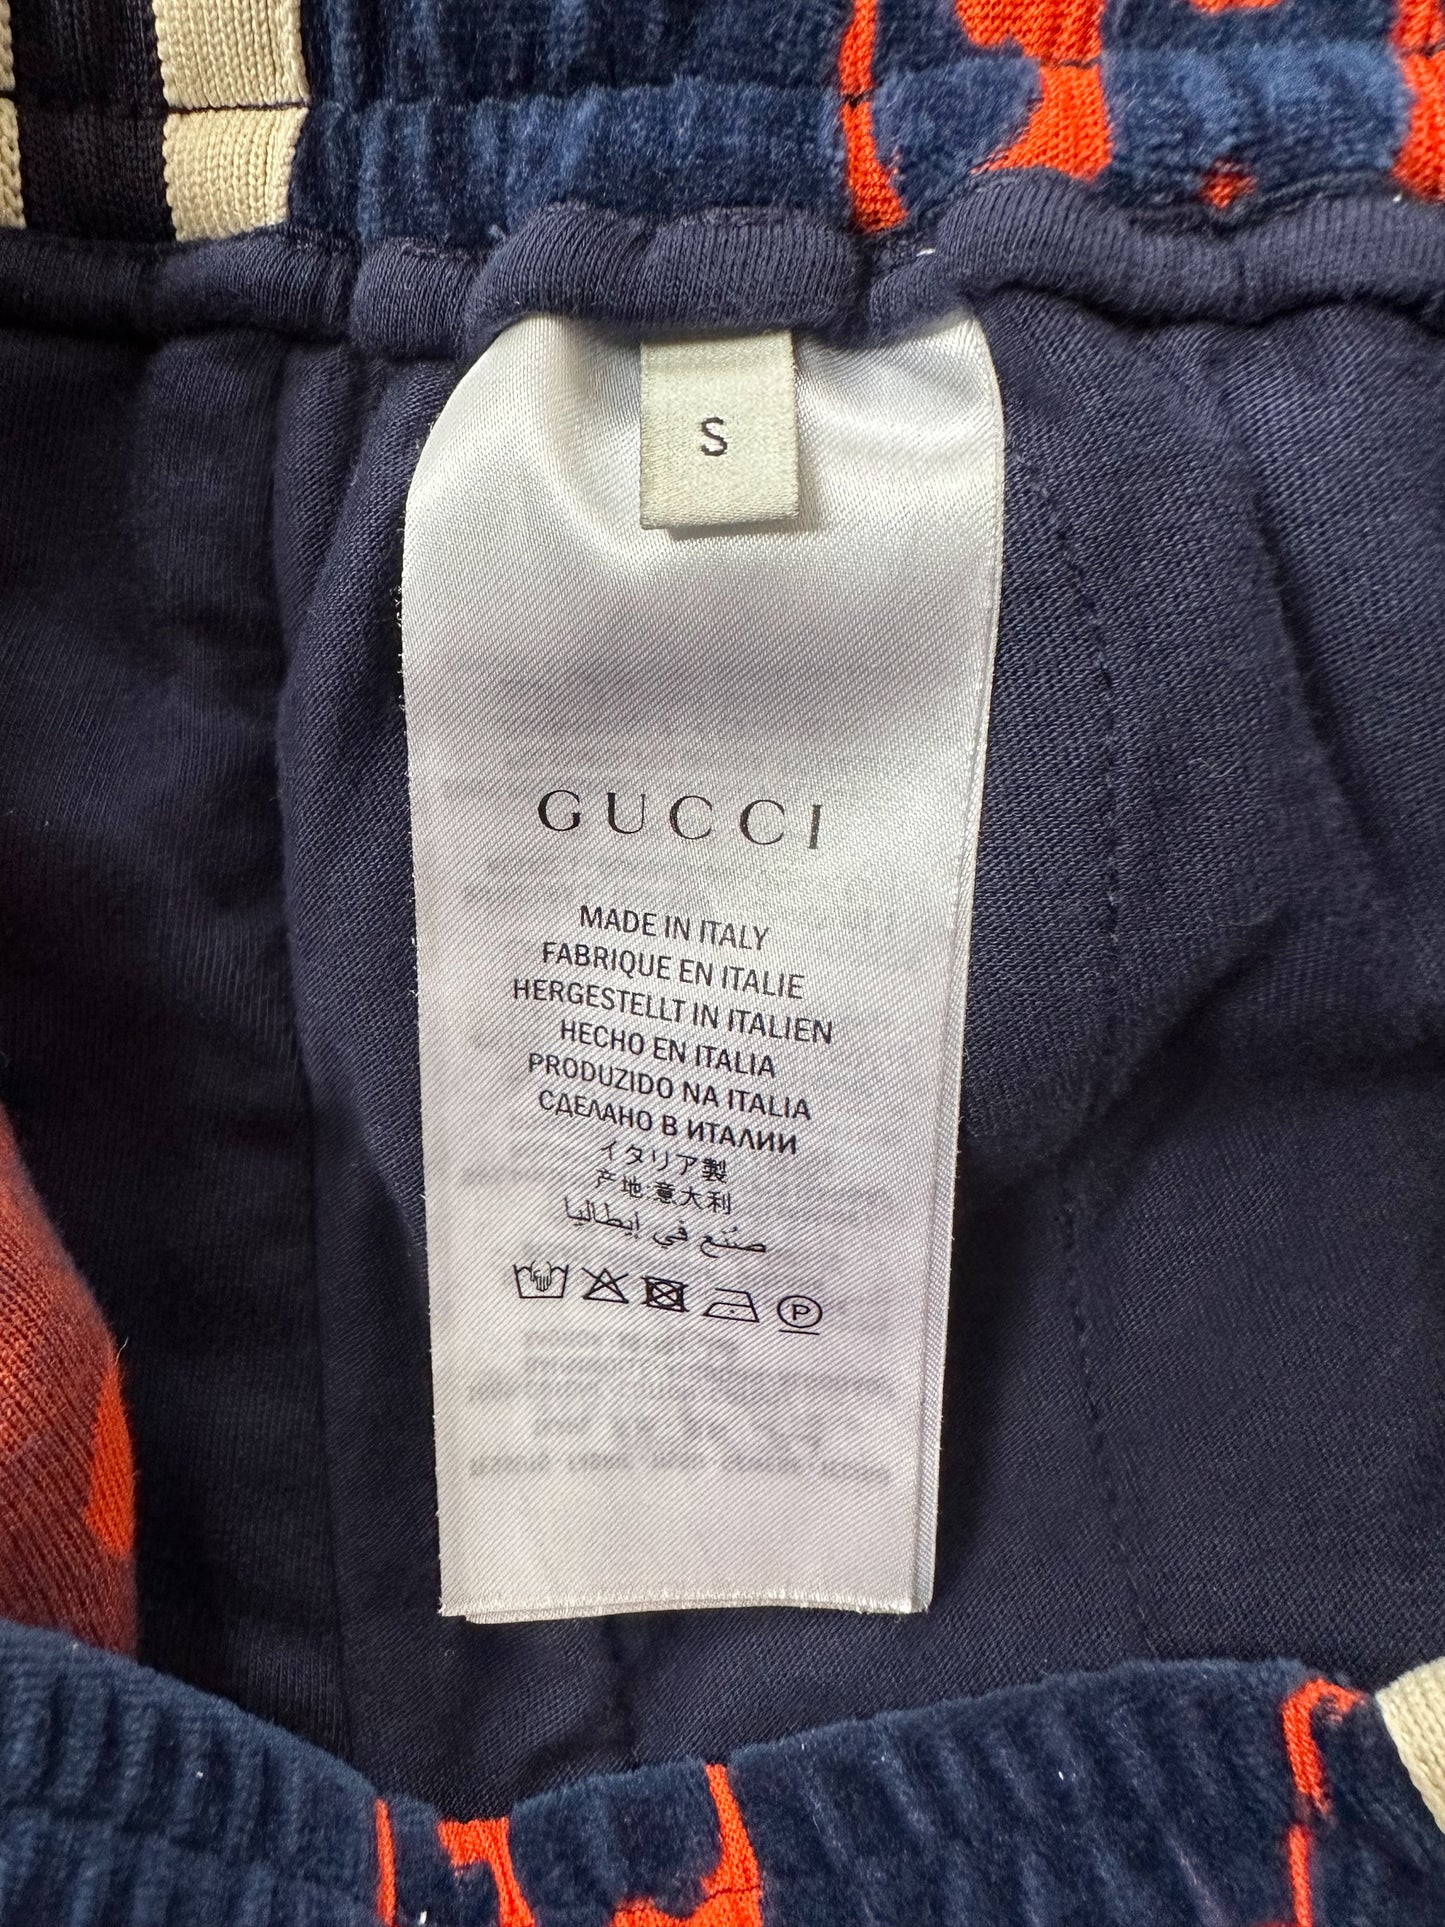 S
GUCCI
MADE IN ITALY
FABRIQUE EN ITALIE
HERGESTELLT IN ITALIEN
HECHO EN ITALIA
PRODUZIDO NA ITALIA
СДЕЛАНО В ИТАЛИИ
イタリア製
产地:意大利
صُنع في إيطاليا
P